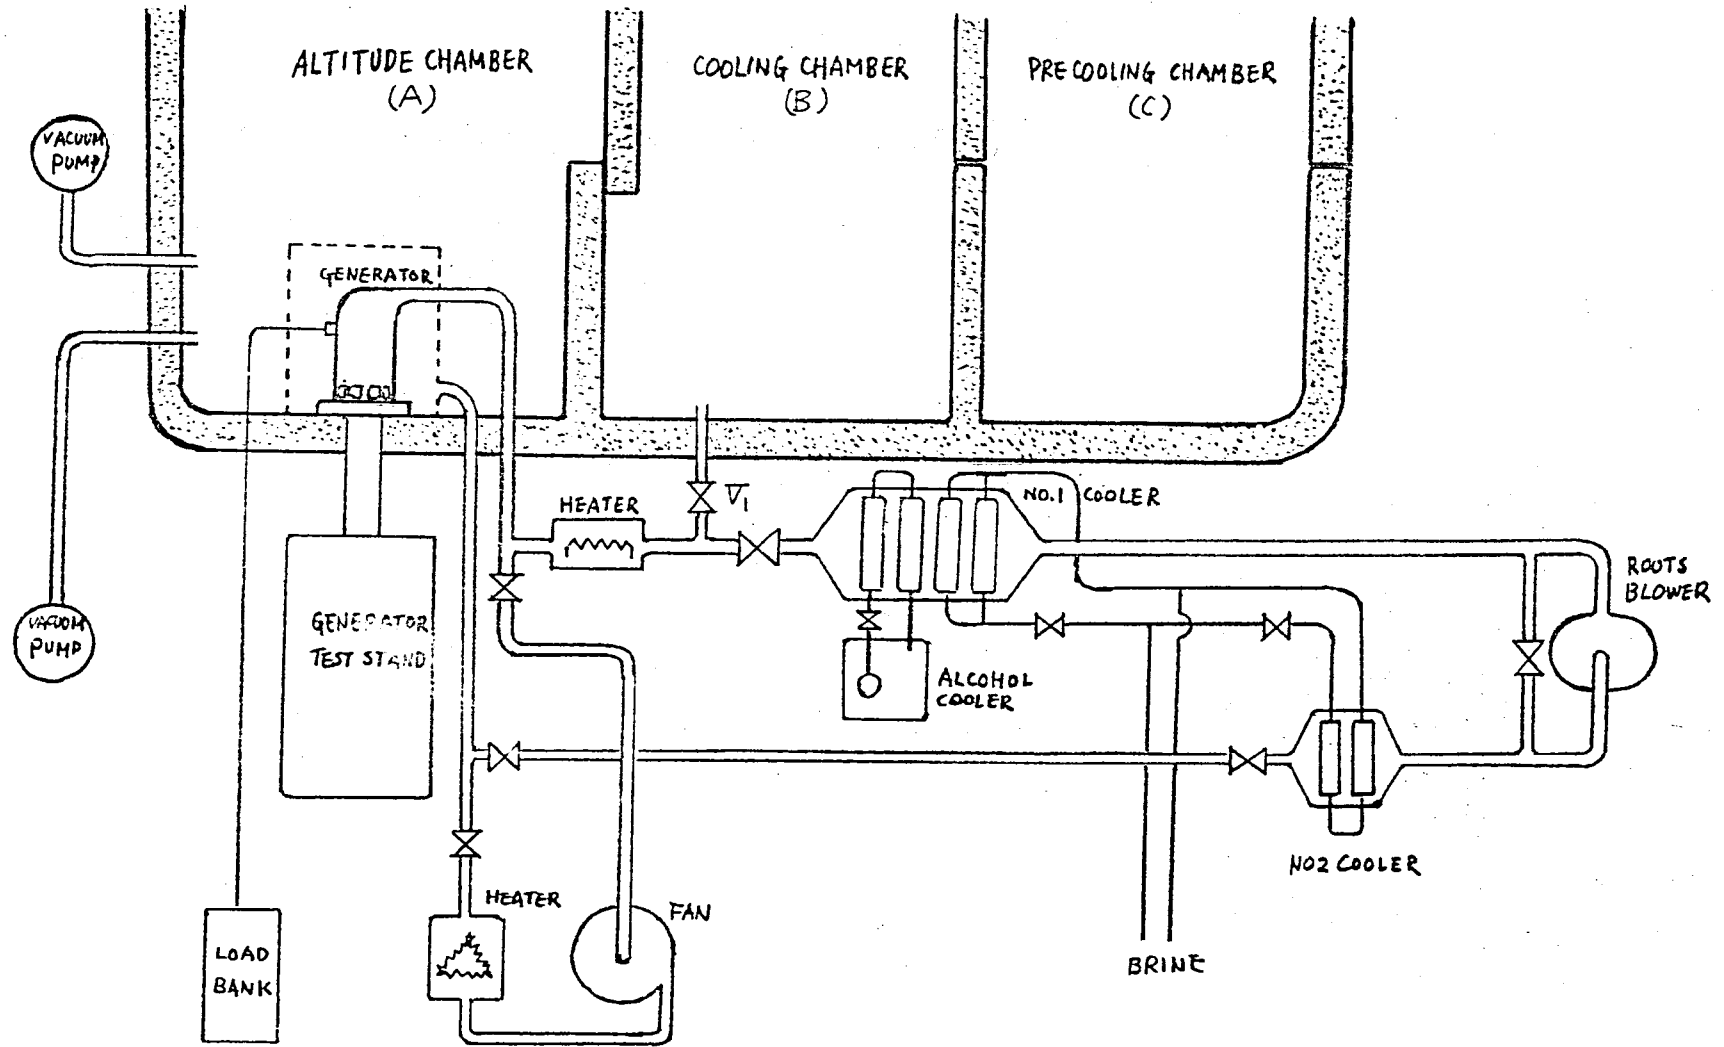 ALTITUDE CHAMBER
(A)
COOLING CHAMBER
(B)
PRECOOLING CHAMBER
(C)
VACUUM
PUMP
GENERATOR
VACUUM
PUMP
GENERATOR
TEST STAND
HEATER
V1
NO.1 COOLER
ROUTS
BLOWER
ALCOHOL
COOLER
NO2 COOLER
HEATER
FAN
LOAD
BANK
BRINE